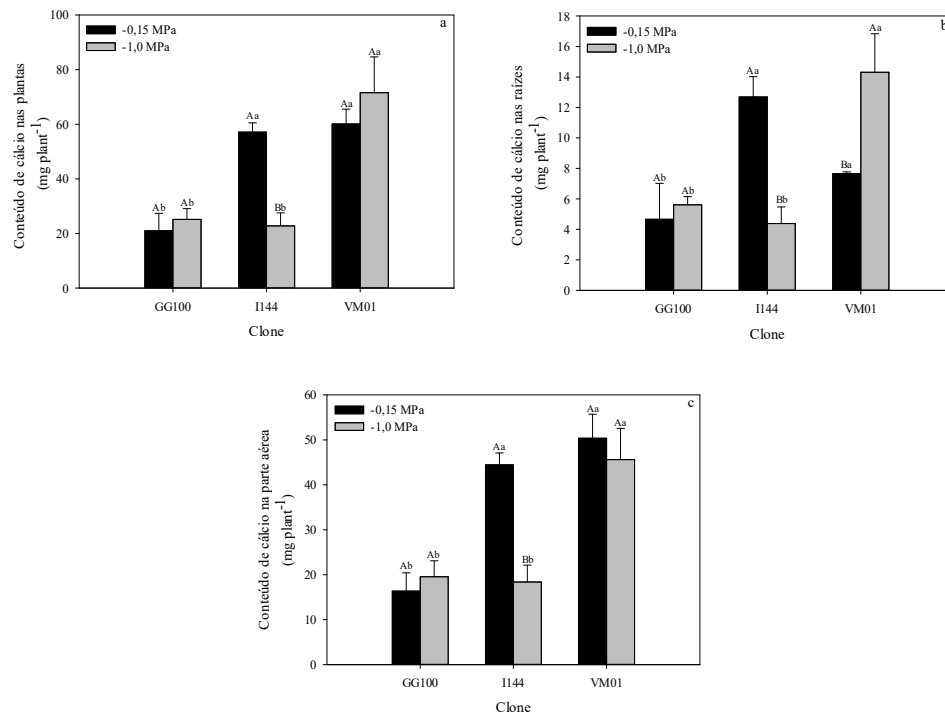 a
-0,15 MPa
-1,0 MPa
Conteúdo de cálcio nas plantas
(mg plant⁻¹)
100
80
60
40
20
0
Ab
Ab
Aa
Bb
Aa
Aa
GG100
I144
VM01
Clone
b
-0,15 MPa
-1,0 MPa
Conteúdo de cálcio nas raízes
(mg plant⁻¹)
18
16
14
12
10
8
6
4
2
0
Ab
Ab
Aa
Bb
Ba
Aa
GG100
I144
VM01
Clone
c
-0,15 MPa
-1,0 MPa
Conteúdo de cálcio na parte aérea
(mg plant⁻¹)
60
50
40
30
20
10
0
Ab
Ab
Aa
Bb
Aa
Aa
GG100
I144
VM01
Clone